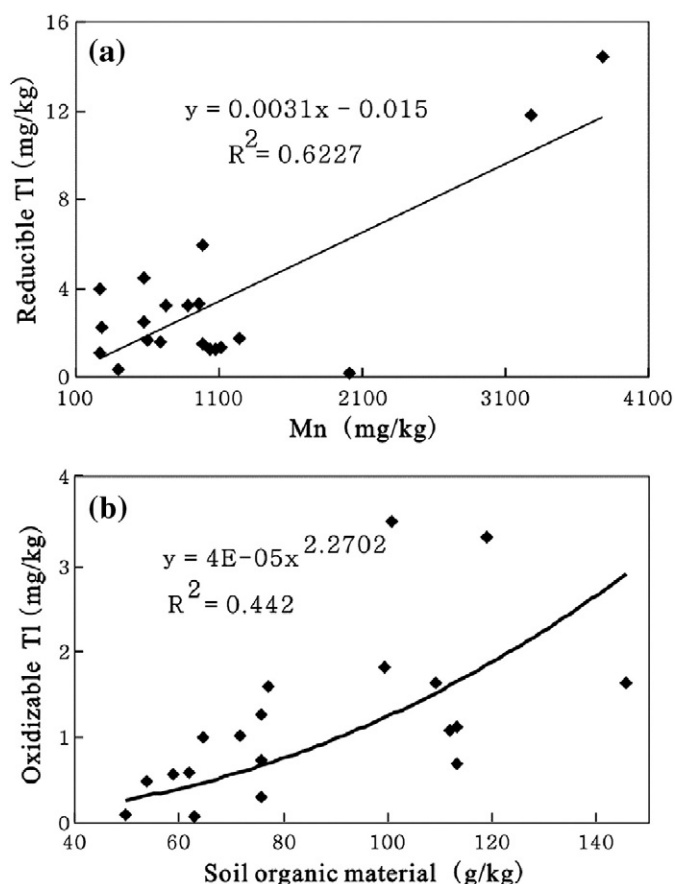 (a)
16
12
8
4
0
Reducible Tl (mg/kg)
y = 0.0031x − 0.015
R² = 0.6227
100 1100 2100 3100 4100
Mn (mg/kg)
(b)
4
3
2
1
0
Oxidizable Tl (mg/kg)
y = 4E-05x^2.2702
R² = 0.442
40 60 80 100 120 140
Soil organic material (g/kg)